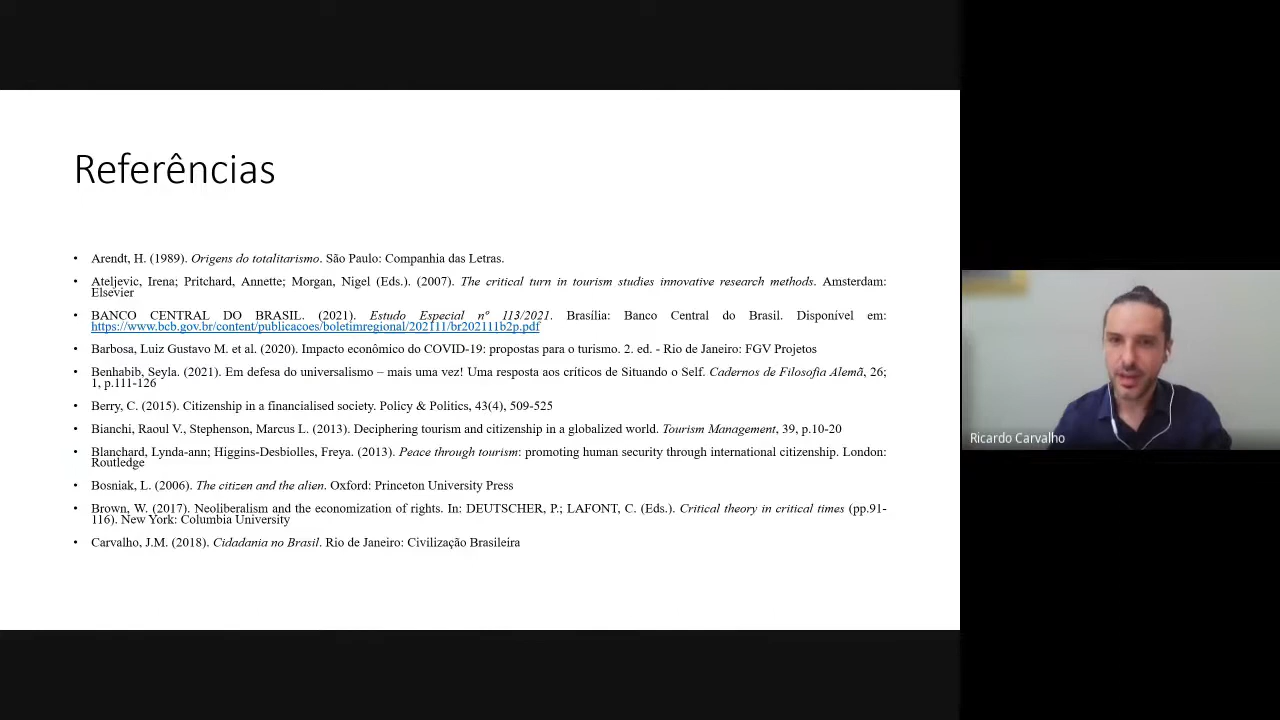 Referências
• Arendt, H. (1989). Origens do totalitarismo. São Paulo: Companhia das Letras.
• Ateljevic, Irena; Pritchard, Annette; Morgan, Nigel (Eds.). (2007). The critical turn in tourism studies innovative research methods. Amsterdam:
Elsevier
• BANCO CENTRAL DO BRASIL. (2021). Estudo Especial nº 113/2021. Brasília: Banco Central do Brasil. Disponível em:
https://www.bcb.gov.br/content/publicacoes/boletimregional/202111/br202111b2p.pdf
• Barbosa, Luiz Gustavo M. et al. (2020). Impacto econômico do COVID-19: propostas para o turismo. 2. ed. - Rio de Janeiro: FGV Projetos
• Benhabib, Seyla. (2021). Em defesa do universalismo – mais uma vez! Uma resposta aos críticos de Situando o Self. Cadernos de Filosofia Alemã, 26;
1, p.111-126
• Berry, C. (2015). Citizenship in a financialised society. Policy & Politics, 43(4), 509-525
• Bianchi, Raoul V., Stephenson, Marcus L. (2013). Deciphering tourism and citizenship in a globalized world. Tourism Management, 39, p.10-20
• Blanchard, Lynda-ann; Higgins-Desbiolles, Freya. (2013). Peace through tourism: promoting human security through international citizenship. London:
Routledge
• Bosniak, L. (2006). The citizen and the alien. Oxford: Princeton University Press
• Brown, W. (2017). Neoliberalism and the economization of rights. In: DEUTSCHER, P.; LAFONT, C. (Eds.). Critical theory in critical times (pp.91-
116). New York: Columbia University
• Carvalho, J.M. (2018). Cidadania no Brasil. Rio de Janeiro: Civilização Brasileira
Ricardo Carvalho